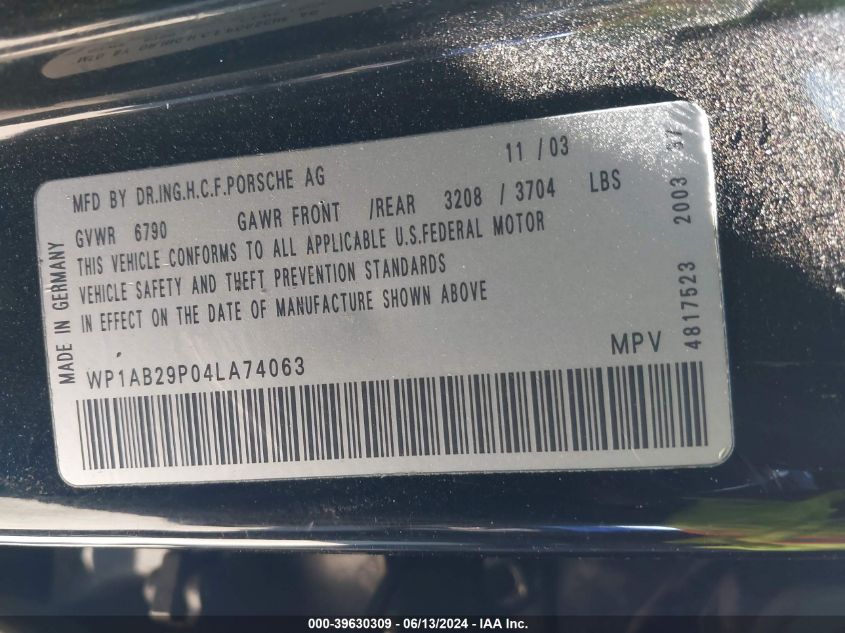 MFD BY DR.ING.H.C.F.PORSCHE AG 11 / 03
GVWR 6790 GAWR FRONT /REAR 3208 / 3704 LBS
THIS VEHICLE CONFORMS TO ALL APPLICABLE U.S.FEDERAL MOTOR
VEHICLE SAFETY AND THEFT PREVENTION STANDARDS
IN EFFECT ON THE DATE OF MANUFACTURE SHOWN ABOVE
WP1AB29P04LA74063 MPV
MADE IN GERMANY
4817523 2003 37
000-39630309 - 06/13/2024 - IAA Inc.